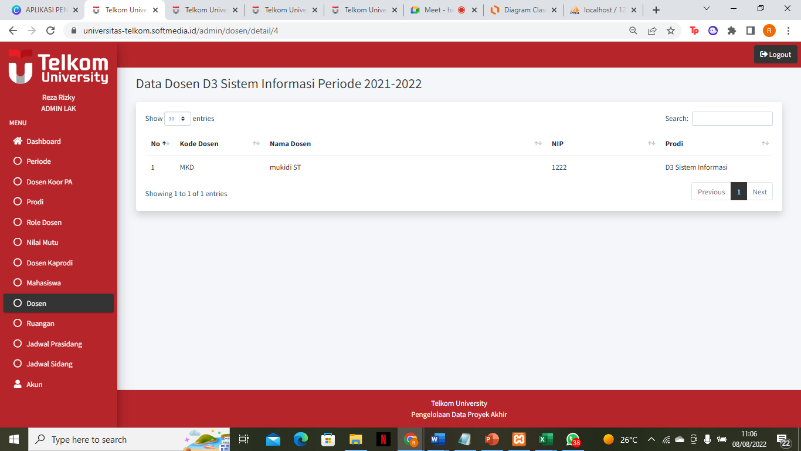 APLIKASI PEN
Telkom Unive
Telkom Unive
Telkom Unive
Telkom Unive
Meet - ho
Diagram Clas
localhost / 12
universitas-telkom.softmedia.id/admin/dosen/detail/4
Tp
R
Telkom
University
Logout
Reza Rizky
ADMIN LAK
MENU
Dashboard
Periode
Dosen Koor PA
Prodi
Role Dosen
Nilai Mutu
Dosen Kaprodi
Mahasiswa
Dosen
Ruangan
Jadwal Prasidang
Jadwal Sidang
Akun
Data Dosen D3 Sistem Informasi Periode 2021-2022
Show 10 entries
Search:
No Kode Dosen Nama Dosen NIP Prodi
1 MKD mukidi ST 1222 D3 Sistem Informasi
Showing 1 to 1 of 1 entries
Previous 1 Next
Telkom University
Pengelolaan Data Proyek Akhir
Type here to search
38
26°C
11:06
08/08/2022
22